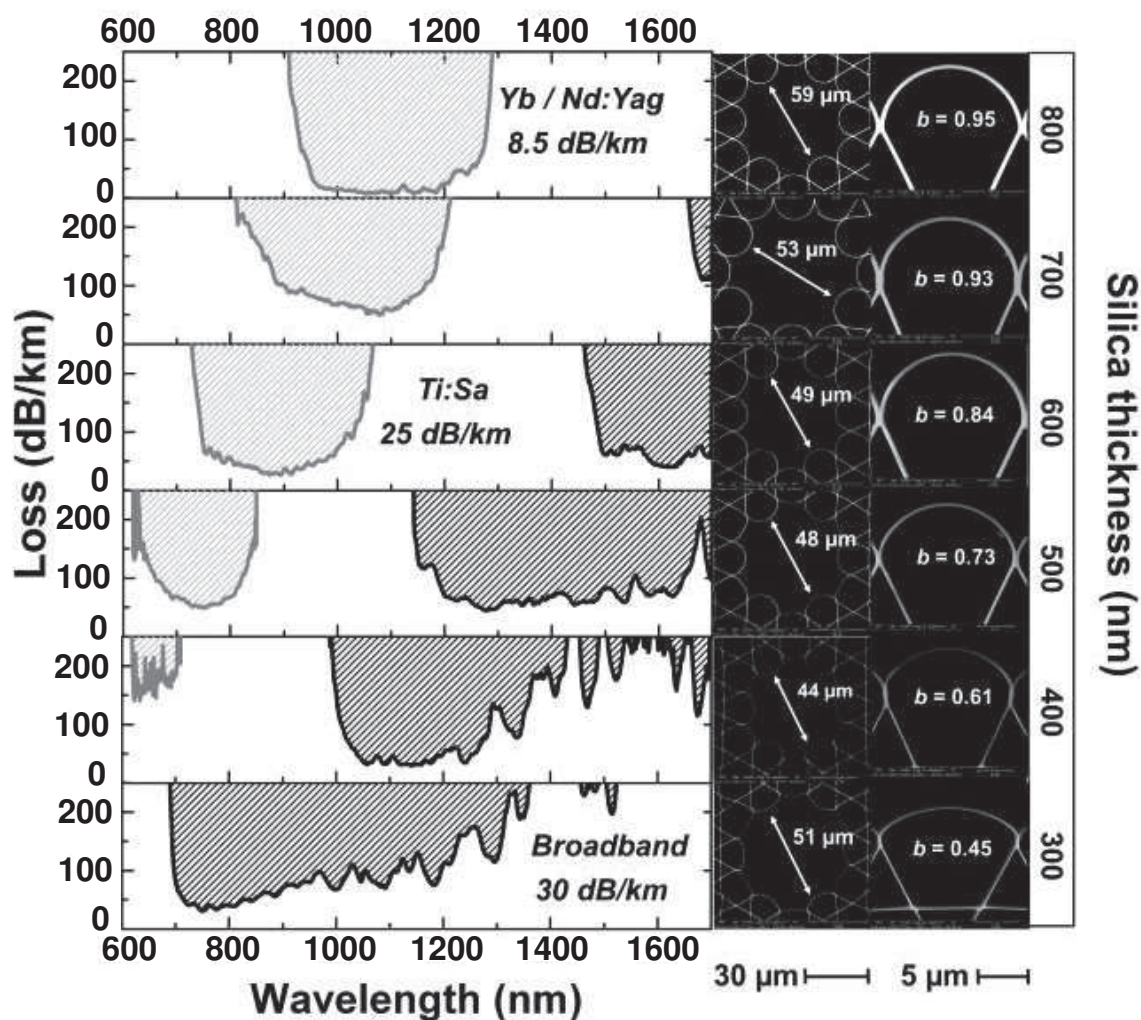 600 800 1000 1200 1400 1600
200
100
0
Yb / Nd:Yag
8.5 dB/km
59 µm
b = 0.95
800
200
100
0
53 µm
b = 0.93
700
200
100
0
Ti:Sa
25 dB/km
49 µm
b = 0.84
600
200
100
0
48 µm
b = 0.73
500
200
100
0
44 µm
b = 0.61
400
200
100
0
Broadband
30 dB/km
51 µm
b = 0.45
300
Loss (dB/km)
Silica thickness (nm)
600 800 1000 1200 1400 1600
Wavelength (nm)
30 µm
5 µm